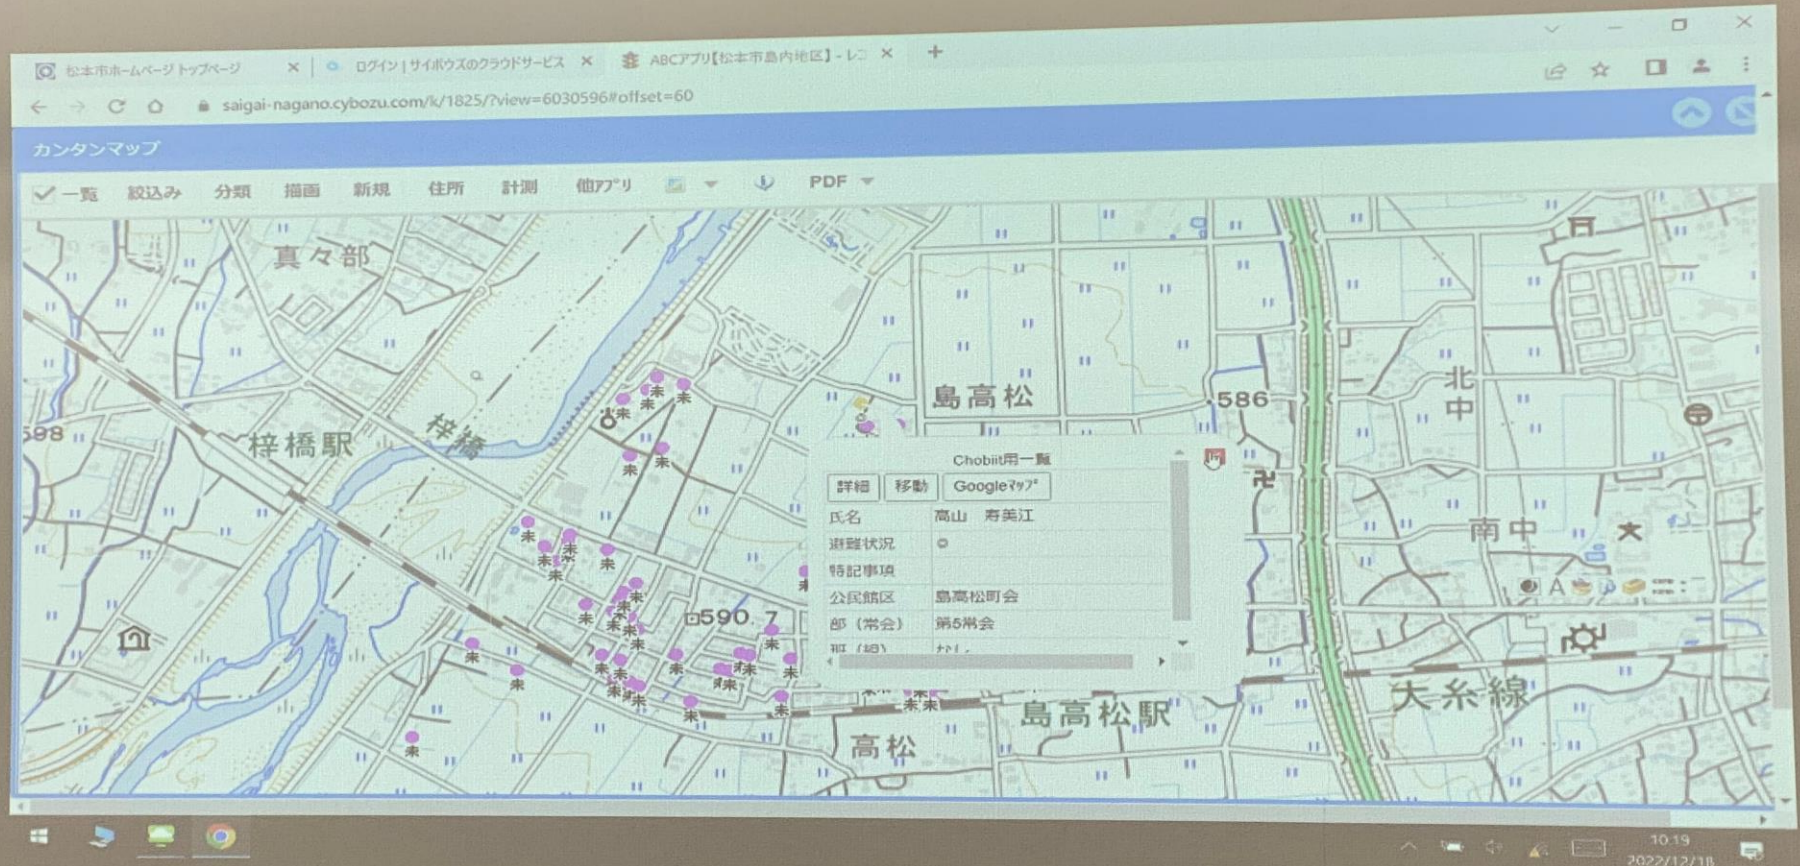 松本市ホームページ トップページ
ログイン | サイボウズのクラウドサービス
ABCアプリ【松本市島内地区】 - レコ
saigai-nagano.cybozu.com/k/1825/?view=6030596#offset=60
カンタンマップ
一覧 絞込み 分類 描画 新規 住所 計測 他アプリ PDF
真々部
島高松
586
北中
598
梓橋駅
梓橋
未
Chobiit用一覧
詳細 移動 Googleマップ
氏名 高山 寿美江
避難状況
特記事項
公民館区 島高松町会
部（常会） 第5常会
班（組） なし
南中
A
590.7
島高松駅
大糸線
高松
10:19
2022/12/18